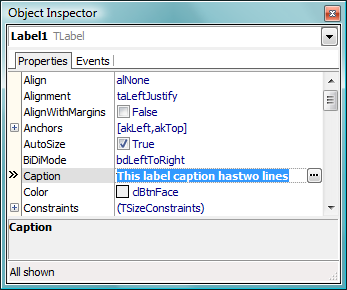 Object Inspector
Label1 TLabel
Properties Events
Align alNone
Alignment taLeftJustify
AlignWithMargins False
Anchors [akLeft,akTop]
AutoSize True
BiDiMode bdLeftToRight
Caption This label caption hastwo lines
Color clBtnFace
Constraints (TSizeConstraints)
Caption
All shown